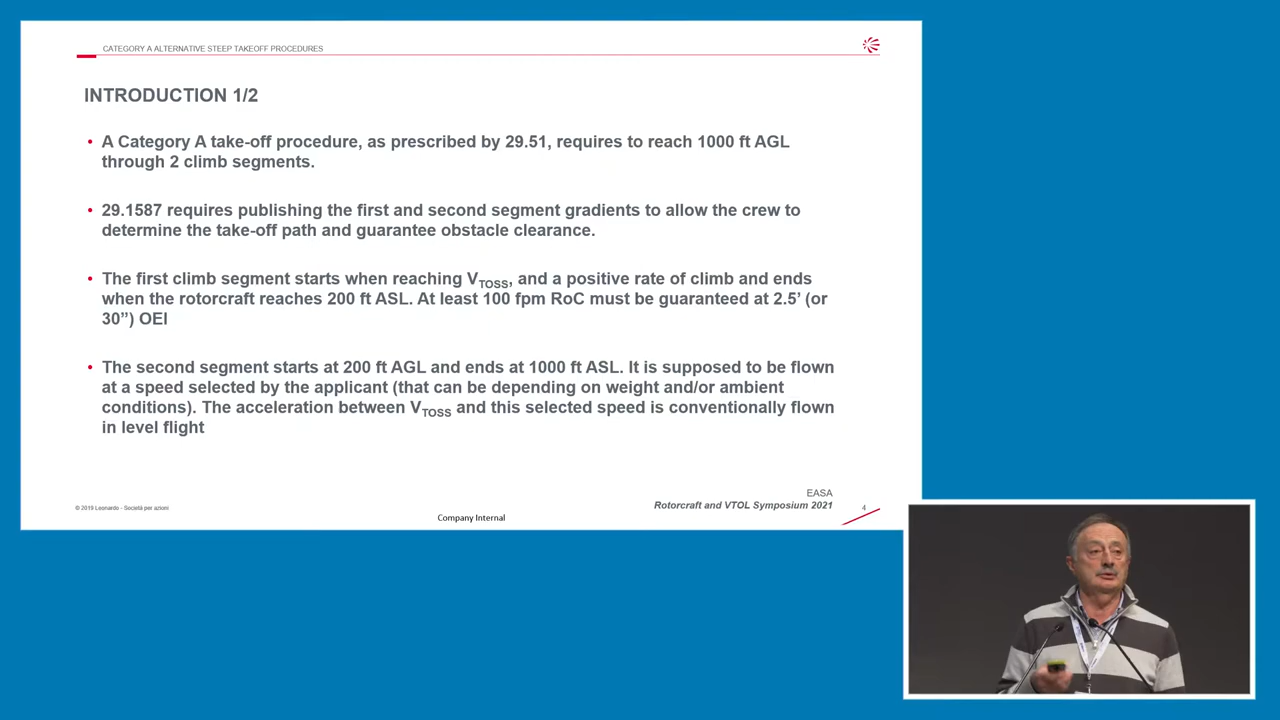 CATEGORY A ALTERNATIVE STEEP TAKEOFF PROCEDURES
INTRODUCTION 1/2
• A Category A take-off procedure, as prescribed by 29.51, requires to reach 1000 ft AGL
through 2 climb segments.
• 29.1587 requires publishing the first and second segment gradients to allow the crew to
determine the take-off path and guarantee obstacle clearance.
• The first climb segment starts when reaching VTOSS, and a positive rate of climb and ends
when the rotorcraft reaches 200 ft ASL. At least 100 fpm RoC must be guaranteed at 2.5’ (or
30”) OEI
• The second segment starts at 200 ft AGL and ends at 1000 ft ASL. It is supposed to be flown
at a speed selected by the applicant (that can be depending on weight and/or ambient
conditions). The acceleration between VTOSS and this selected speed is conventionally flown
in level flight
EASA
Rotorcraft and VTOL Symposium 2021
© 2019 Leonardo - Società per azioni
4
Company Internal